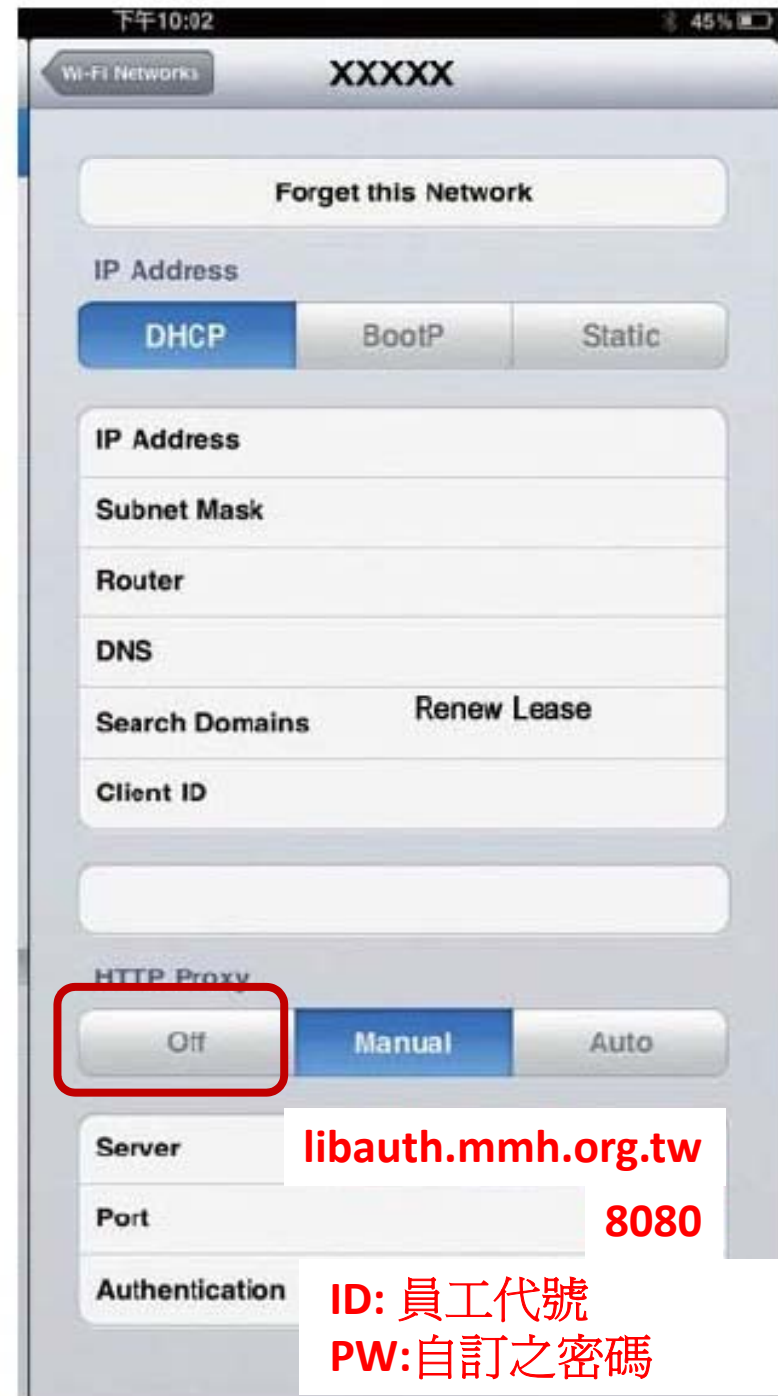 下午10:02 45%
Wi-Fi Networks XXXXX
Forget this Network
IP Address
DHCP BootP Static
IP Address
Subnet Mask
Router
DNS
Search Domains Renew Lease
Client ID
HTTP Proxy
Off Manual Auto
Server libauth.mmh.org.tw
Port 8080
Authentication ID: 員工代號
PW:自訂之密碼